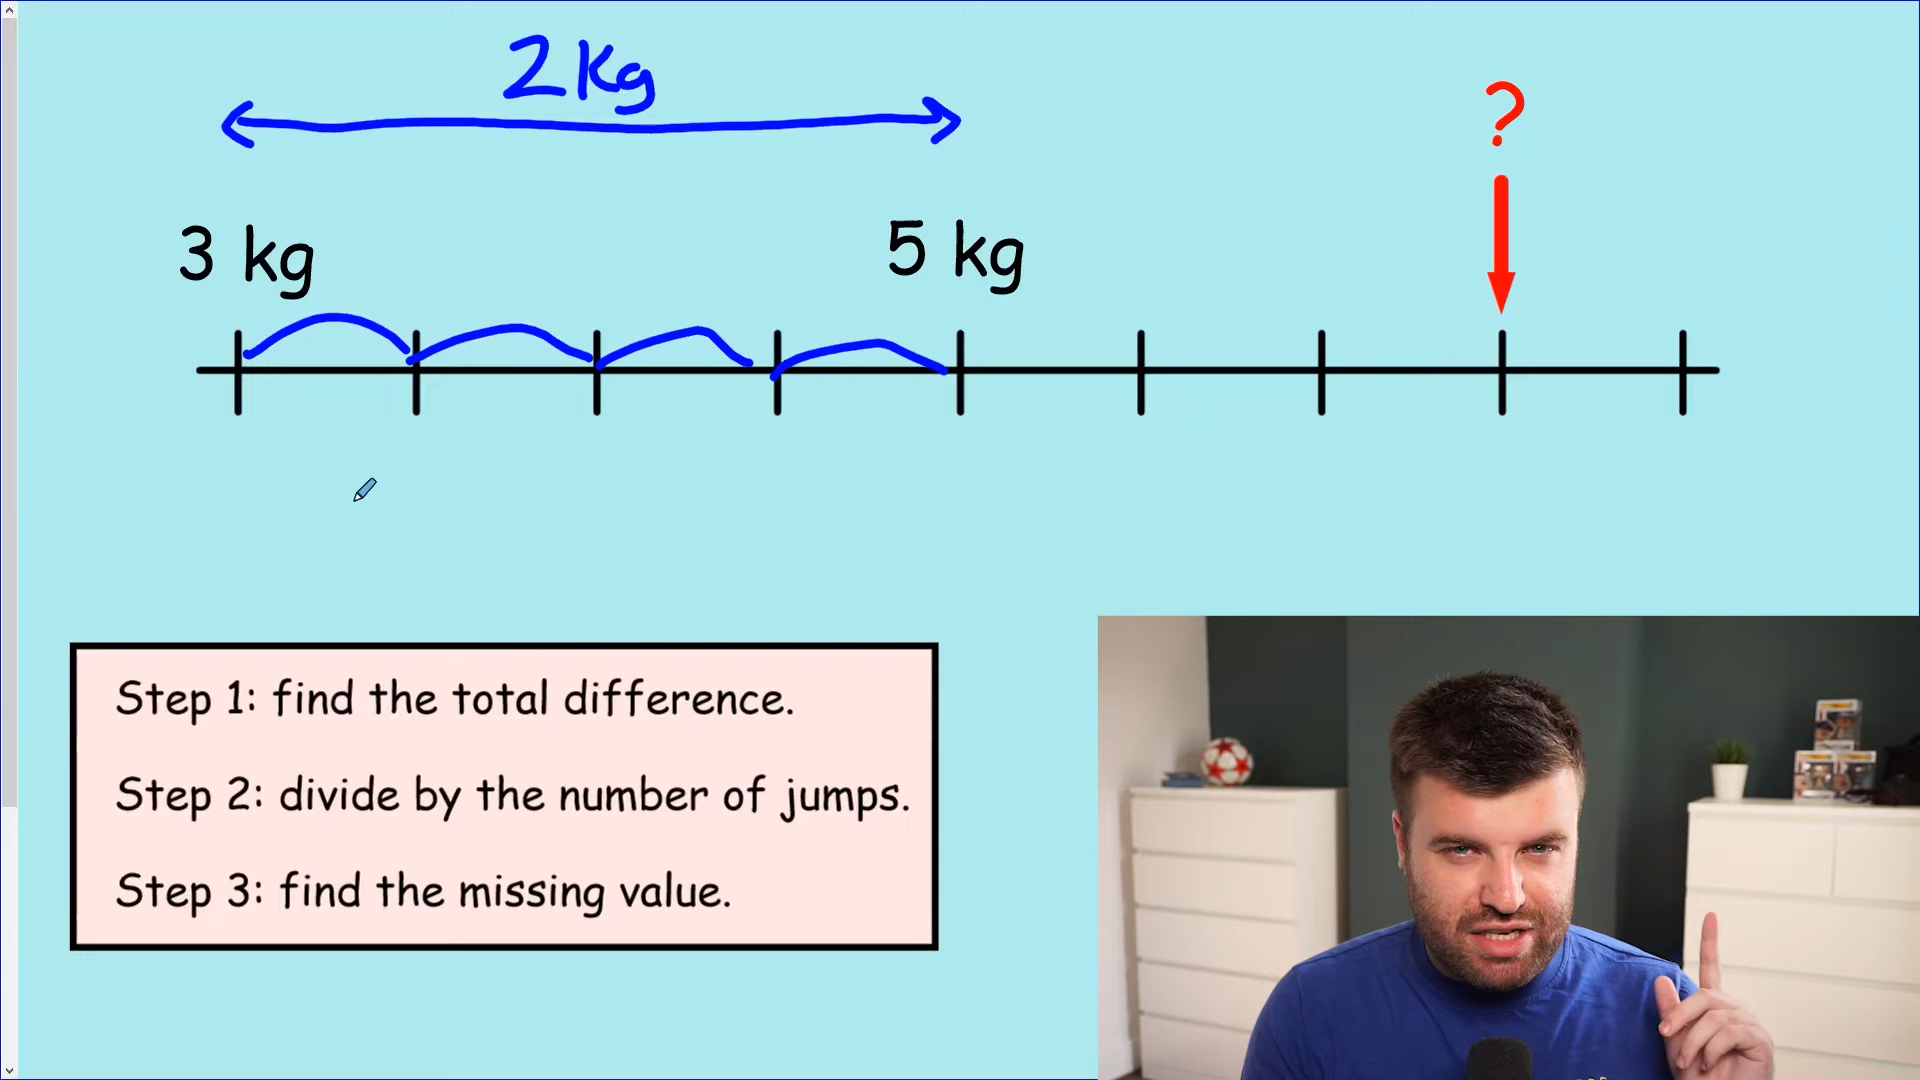 2kg
?
3 kg
5 kg
Step 1: find the total difference.
Step 2: divide by the number of jumps.
Step 3: find the missing value.